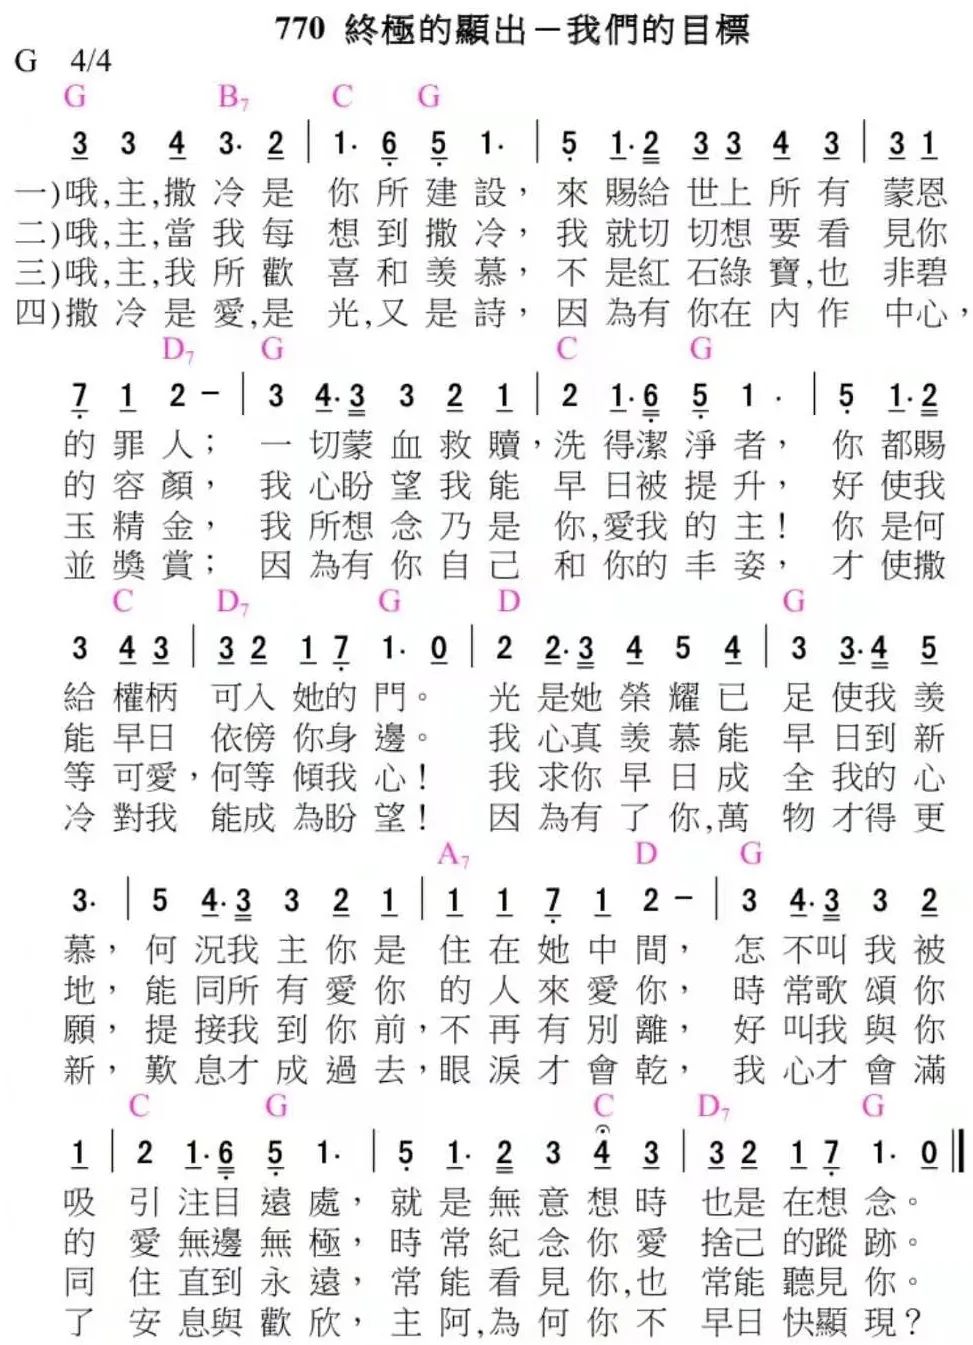 770 終極的顯出－我們的目標
G 4/4
G B7 C G
3 3 4 3· 2 | 1· 6 5 1· | 5 1·2 3 3 4 3 | 3 1
一)哦,主,撒冷是 你所建設, 來賜給世上所有 蒙恩
二)哦,主,當我每 想到撒冷, 我就切切想要看 見你
三)哦,主,我所歡 喜和羨慕, 不是紅石綠寶,也 非碧
四)撒冷是愛,是 光,又是詩, 因為有你在內作 中心,
D7 G C G
7 1 2 － | 3 4·3 3 2 1 | 2 1·6 5 1 · | 5 1·2
的罪人; 一切蒙血救贖,洗得潔淨者, 你都賜
的容顏, 我心盼望我能 早日被提升, 好使我
玉精金, 我所想念乃是 你,愛我的主! 你是何
並獎賞; 因為有你自己 和你的丰姿, 才使撒
C D7 G D G
3 4 3 | 3 2 1 7 1· 0 | 2 2·3 4 5 4 | 3 3·4 5
給權柄 可入她的門。 光是她榮耀已 足使我羨
能早日 依傍你身邊。 我心真羨慕能 早日到新
等可愛,何等傾我心! 我求你早日成 全我的心
冷對我 能成為盼望! 因為有了你,萬 物才得更
A7 D G
3· | 5 4·3 3 2 1 | 1 1 7 1 2 － | 3 4·3 3 2
慕, 何況我主你是 住在她中間, 怎不叫我被
地, 能同所有愛你 的人來愛你, 時常歌頌你
願, 提接我到你前,不再有別離, 好叫我與你
新, 歎息才成過去,眼淚才會乾, 我心才會滿
C G C D7 G
1 | 2 1·6 5 1· | 5 1· 2 3 4 3 | 3 2 1 7 1· 0 ‖
吸 引注目遠處, 就是無意想時 也是在想念。
的 愛無邊無極, 時常紀念你愛 捨己的蹤跡。
同 住直到永遠, 常能看見你,也 常能聽見你。
了 安息與歡欣, 主阿,為何你不 早日快顯現?